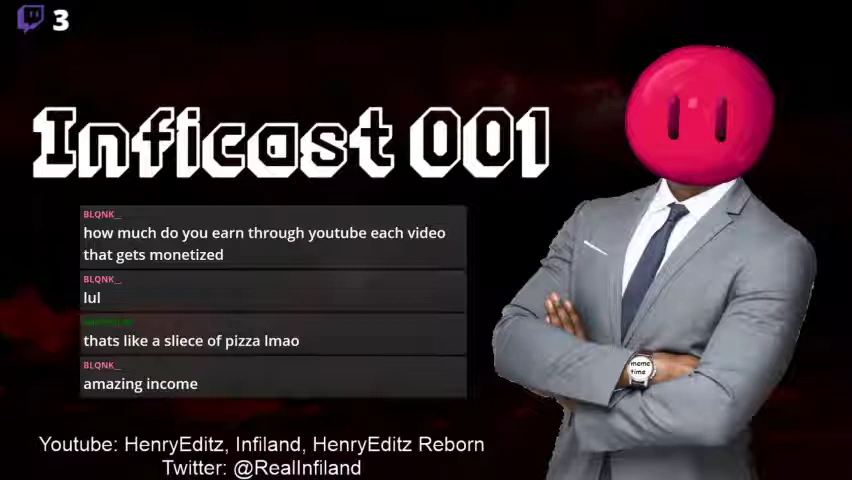 3
Inficast 001
BLQNK_
how much do you earn through youtube each video
that gets monetized
BLQNK_
lul
thats like a sliece of pizza lmao
BLQNK_
amazing income
meme
time
Youtube: HenryEditz, Infiland, HenryEditz Reborn
Twitter: @RealInfiland